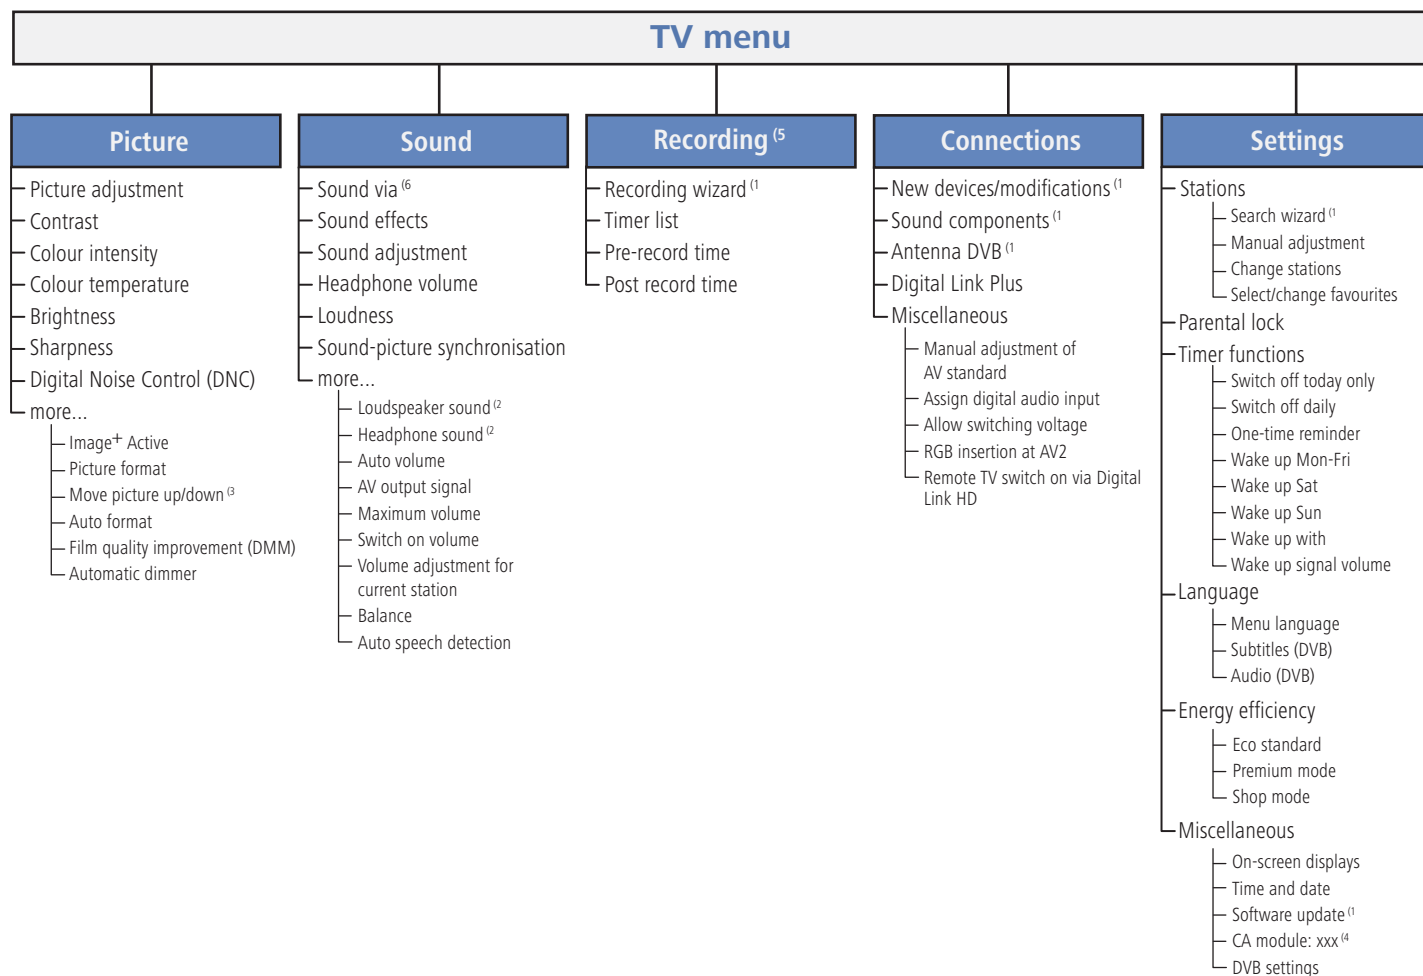 TV menu
Picture
Picture adjustment
Contrast
Colour intensity
Colour temperature
Brightness
Sharpness
Digital Noise Control (DNC)
more...
Image+ Active
Picture format
Move picture up/down (3
Auto format
Film quality improvement (DMM)
Automatic dimmer
Sound
Sound via (6
Sound effects
Sound adjustment
Headphone volume
Loudness
Sound-picture synchronisation
more...
Loudspeaker sound (2
Headphone sound (2
Auto volume
AV output signal
Maximum volume
Switch on volume
Volume adjustment for
current station
Balance
Auto speech detection
Recording (5
Recording wizard (1
Timer list
Pre-record time
Post record time
Connections
New devices/modifications (1
Sound components (1
Antenna DVB (1
Digital Link Plus
Miscellaneous
Manual adjustment of
AV standard
Assign digital audio input
Allow switching voltage
RGB insertion at AV2
Remote TV switch on via Digital
Link HD
Settings
Stations
Search wizard (1
Manual adjustment
Change stations
Select/change favourites
Parental lock
Timer functions
Switch off today only
Switch off daily
One-time reminder
Wake up Mon-Fri
Wake up Sat
Wake up Sun
Wake up with
Wake up signal volume
Language
Menu language
Subtitles (DVB)
Audio (DVB)
Energy efficiency
Eco standard
Premium mode
Shop mode
Miscellaneous
On-screen displays
Time and date
Software update (1
CA module: xxx (4
DVB settings